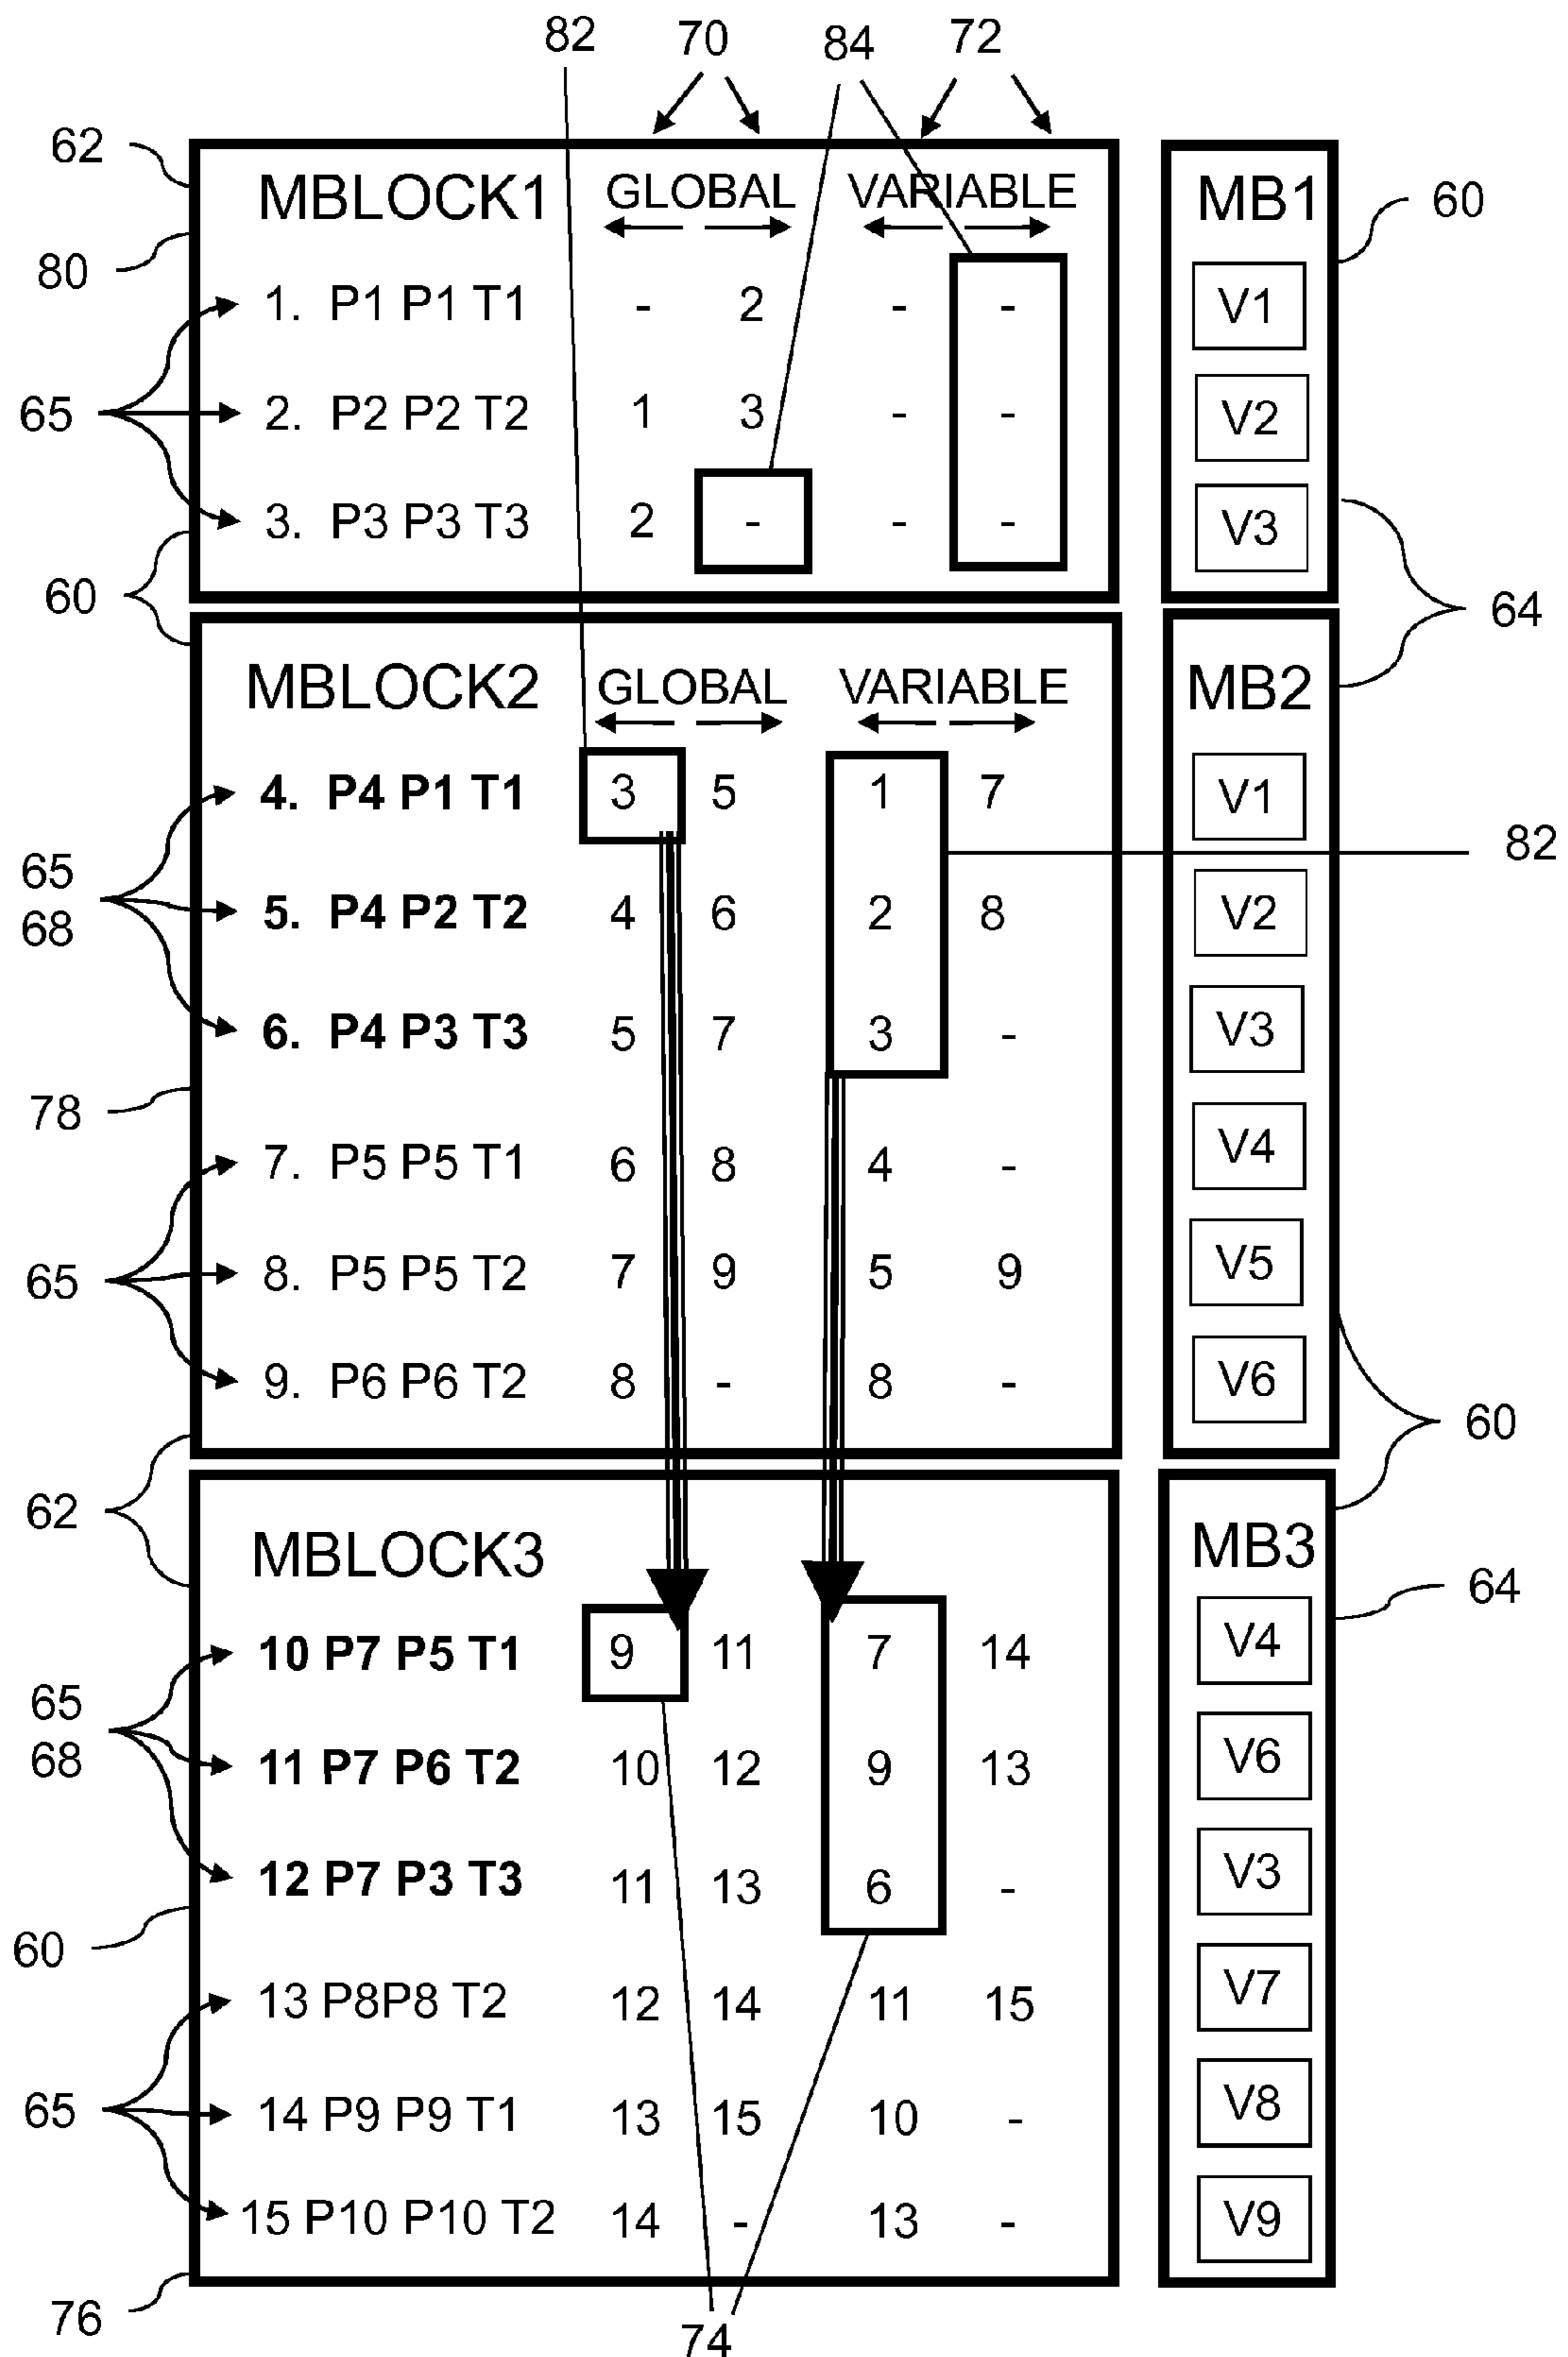 82 70 84 72
62
MBLOCK1 GLOBAL VARIABLE MB1
60
80
1. P1 P1 T1 - 2 - - V1
65 2. P2 P2 T2 1 3 - - V2
3. P3 P3 T3 2 - - - V3
60
64
MBLOCK2 GLOBAL VARIABLE MB2
4. P4 P1 T1 3 5 1 7 V1
82
65
5. P4 P2 T2 4 6 2 8 V2
68
6. P4 P3 T3 5 7 3 - V3
78
7. P5 P5 T1 6 8 4 - V4
65 8. P5 P5 T2 7 9 5 9 V5
9. P6 P6 T2 8 - 8 - V6
60
62
MBLOCK3 MB3
64
10 P7 P5 T1 9 11 7 14 V4
65
68
11 P7 P6 T2 10 12 9 13 V6
12 P7 P3 T3 11 13 6 - V3
60
13 P8P8 T2 12 14 11 15 V7
65 14 P9 P9 T1 13 15 10 - V8
15 P10 P10 T2 14 - 13 - V9
76
74